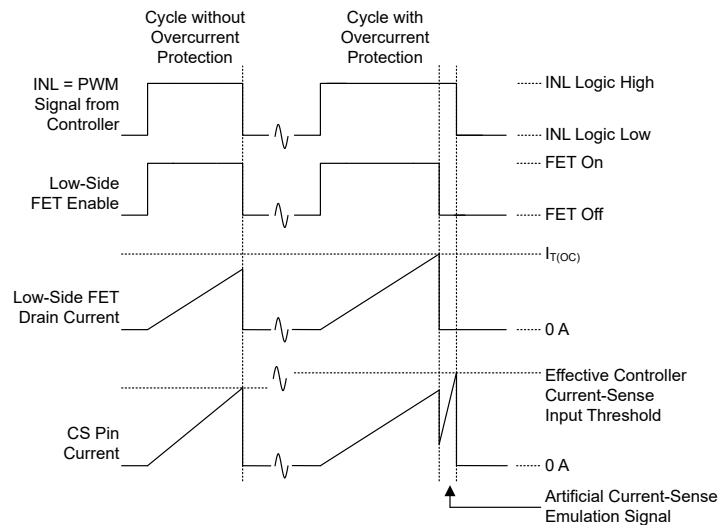 Cycle without
Overcurrent
Protection
Cycle with
Overcurrent
Protection
INL = PWM
Signal from
Controller
INL Logic High
INL Logic Low
Low-Side
FET Enable
FET On
FET Off
Low-Side FET
Drain Current
IT(OC)
0 A
CS Pin
Current
Effective Controller
Current-Sense
Input Threshold
0 A
Artificial Current-Sense
Emulation Signal